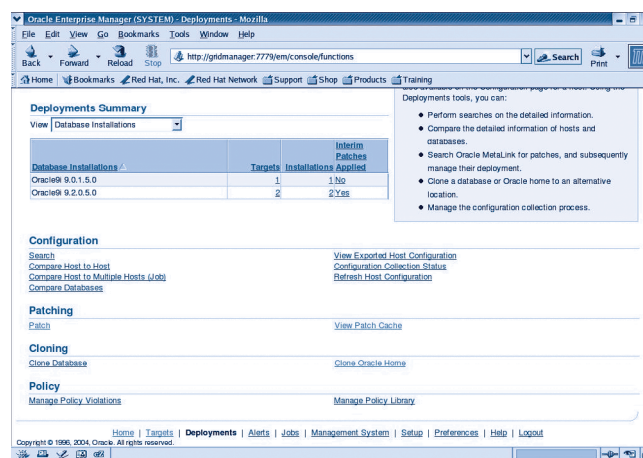 Oracle Enterprise Manager (SYSTEM) - Deployments - Mozilla
File Edit View Go Bookmarks Tools Window Help
Back Forward Reload Stop http://gridmanager:7779/em/console/functions Search Print
Home Bookmarks Red Hat, Inc. Red Hat Network Support Shop Products Training
Deployments tools, you can:
Perform searches on the detailed information.
Compare the detailed information of hosts and
databases.
Search Oracle MetaLink for patches, and subsequently
manage their deployment.
Clone a database or Oracle home to an alternative
location.
Manage the configuration collection process.
Deployments Summary
View Database Installations
Database Installations Targets Installations Interim Patches Applied
Oracle9i 9.0.1.5.0 1 1 No
Oracle9i 9.2.0.5.0 2 2 Yes
Configuration
Search View Exported Host Configuration
Compare Host to Host Configuration Collection Status
Compare Host to Multiple Hosts (Job) Refresh Host Configuration
Compare Databases
Patching
Patch View Patch Cache
Cloning
Clone Database Clone Oracle Home
Policy
Manage Policy Violations Manage Policy Library
Home | Targets | Deployments | Alerts | Jobs | Management System | Setup | Preferences | Help | Logout
Copyright © 1996, 2004, Oracle. All rights reserved.